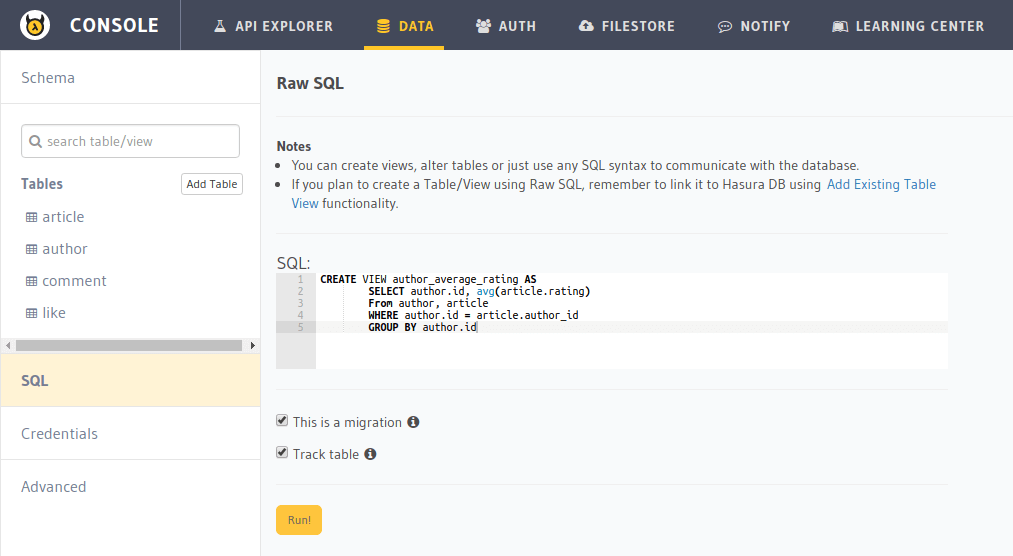 CONSOLE
API EXPLORER
DATA
AUTH
FILESTORE
NOTIFY
LEARNING CENTER
Schema
search table/view
Tables
Add Table
article
author
comment
like
SQL
Credentials
Advanced
Raw SQL
Notes
You can create views, alter tables or just use any SQL syntax to communicate with the database.
If you plan to create a Table/View using Raw SQL, remember to link it to Hasura DB using Add Existing Table
View functionality.
SQL:
1 CREATE VIEW author_average_rating AS
2 SELECT author.id, avg(article.rating)
3 From author, article
4 WHERE author.id = article.author_id
5 GROUP BY author.id
This is a migration
Track table
Run!